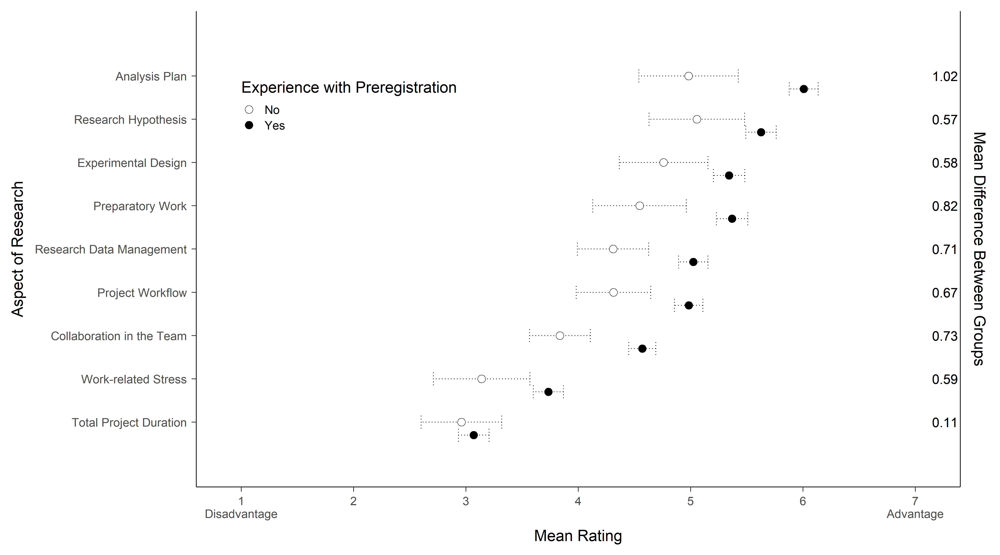 Experience with Preregistration
No
Yes
Aspect of Research
Analysis Plan
Research Hypothesis
Experimental Design
Preparatory Work
Research Data Management
Project Workflow
Collaboration in the Team
Work-related Stress
Total Project Duration
1.02
0.57
0.58
0.82
0.71
0.67
0.73
0.59
0.11
Mean Difference Between Groups
1 2 3 4 5 6 7
Disadvantage Advantage
Mean Rating